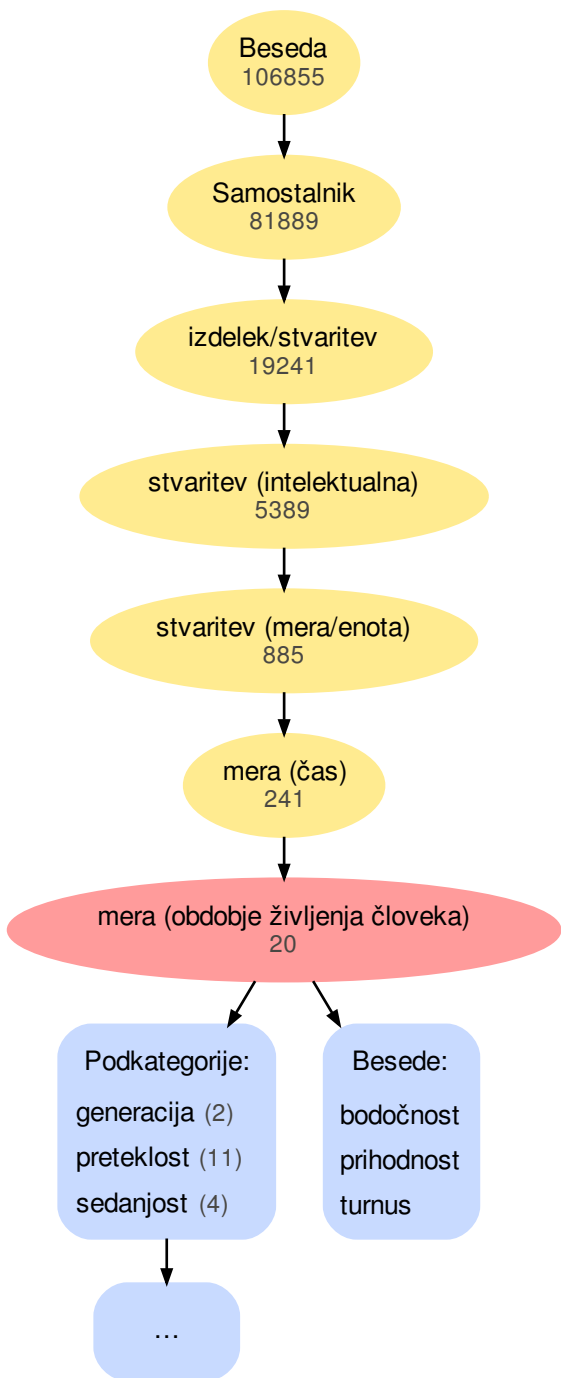 Beseda
106855
Samostalnik
81889
izdelek/stvaritev
19241
stvaritev (intelektualna)
5389
stvaritev (mera/enota)
885
mera (čas)
241
mera (obdobje življenja človeka)
20
Podkategorije:
generacija (2)
preteklost (11)
sedanjost (4)
Besede:
bodočnost
prihodnost
turnus
...